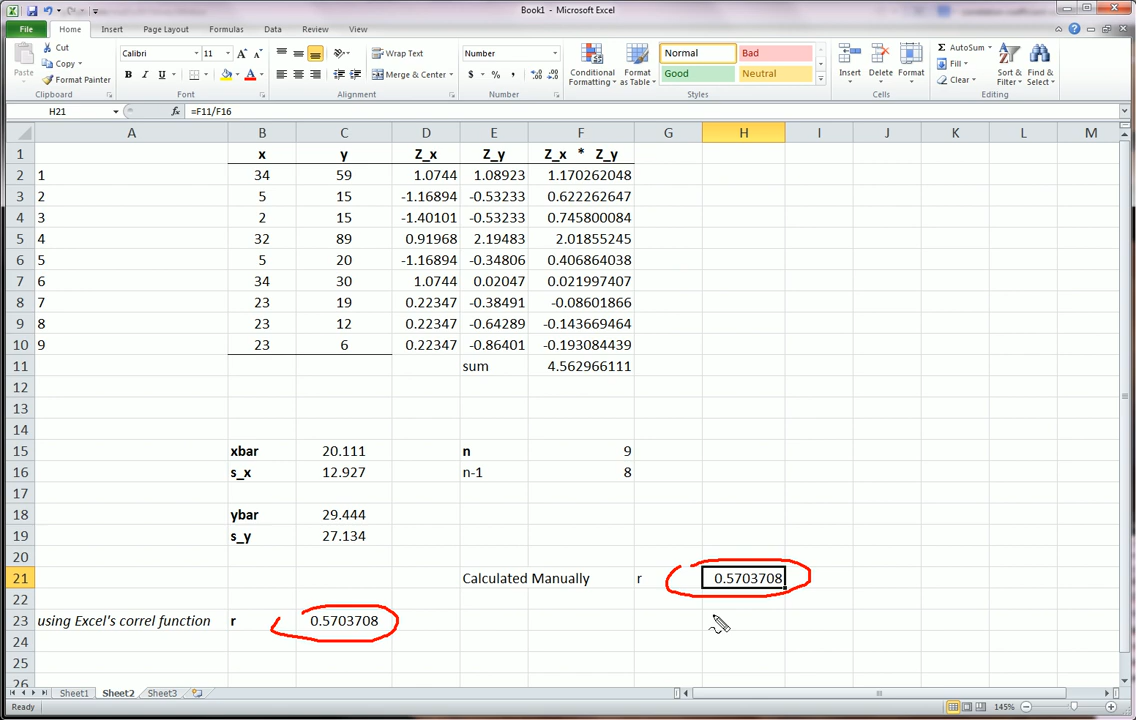 Book1 - Microsoft Excel
File Home Insert Page Layout Formulas Data Review View
Paste
Cut
Copy
Format Painter
Clipboard
Calibri 11
B I U
Font
Wrap Text
Merge & Center
Alignment
Number
$ % ,
Number
Conditional Formatting
Format as Table
Normal Bad
Good Neutral
Styles
Insert Delete Format
Cells
AutoSum
Fill
Clear
Sort & Filter
Find & Select
Editing
H21 fx =F11/F16
A B C D E F G H I J K L M
1 x y Z_x Z_y Z_x * Z_y
2 1 34 59 1.0744 1.08923 1.170262048
3 2 5 15 -1.16894 -0.53233 0.622262647
4 3 2 15 -1.40101 -0.53233 0.745800084
5 4 32 89 0.91968 2.19483 2.01855245
6 5 5 20 -1.16894 -0.34806 0.406864038
7 6 34 30 1.0744 0.02047 0.021997407
8 7 23 19 0.22347 -0.38491 -0.08601866
9 8 23 12 0.22347 -0.64289 -0.143669464
10 9 23 6 0.22347 -0.86401 -0.193084439
11 sum 4.562966111
12
13
14
15 xbar 20.111 n 9
16 s_x 12.927 n-1 8
17
18 ybar 29.444
19 s_y 27.134
20
21 Calculated Manually r 0.5703708
22
23 using Excel's correl function r 0.5703708
24
25
26
Sheet1 Sheet2 Sheet3
Ready 145%